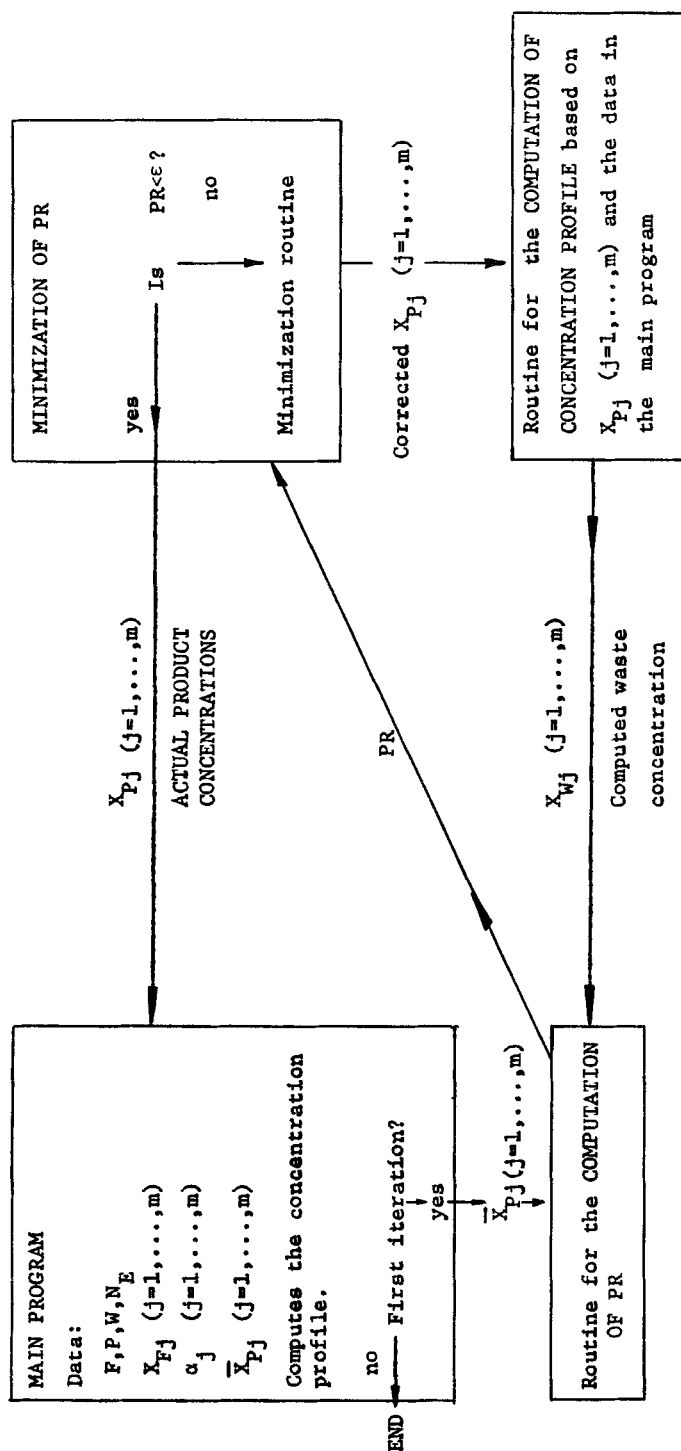 MAIN PROGRAM
Data:
F,P,W,N_E
X_Fj (j=1,...,m)
α_j (j=1,...,m)
X̅_Pj (j=1,...,m)
Computes the concentration
profile.
no
END
First iteration?
yes
X̅_Pj(j=1,...,m)
Routine for the COMPUTATION
OF PR
X_Pj (j=1,...,m)
ACTUAL PRODUCT
CONCENTRATIONS
PR
X_Wj (j=1,...,m)
Computed waste
concentration
MINIMIZATION OF PR
yes
Is PR<ε?
no
Minimization routine
Corrected X_Pj (j=1,...,m)
Routine for the COMPUTATION OF
CONCENTRATION PROFILE based on
X_Pj (j=1,...,m) and the data in
the main program